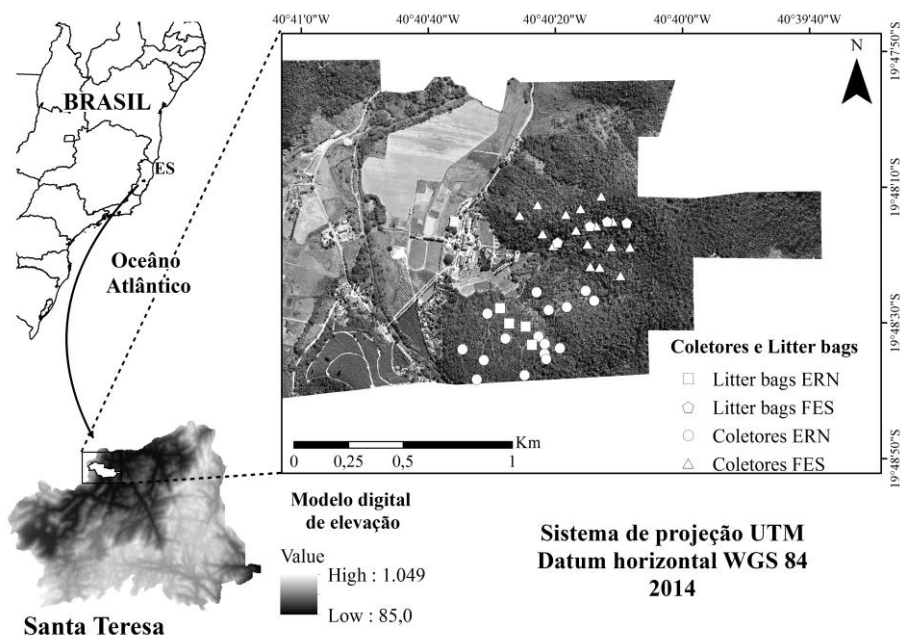 40°41'0"W
40°40'40"W
40°40'20"W
40°40'0"W
40°39'40"W
19°47'50"S
19°48'10"S
19°48'30"S
19°48'50"S
N
BRASIL
ES
Oceâno
Atlântico
Coletores e Litter bags
Litter bags ERN
Litter bags FES
Coletores ERN
Coletores FES
Km
0
0,25
0,5
1
Modelo digital
de elevação
Value
High : 1.049
Low : 85,0
Sistema de projeção UTM
Datum horizontal WGS 84
2014
Santa Teresa